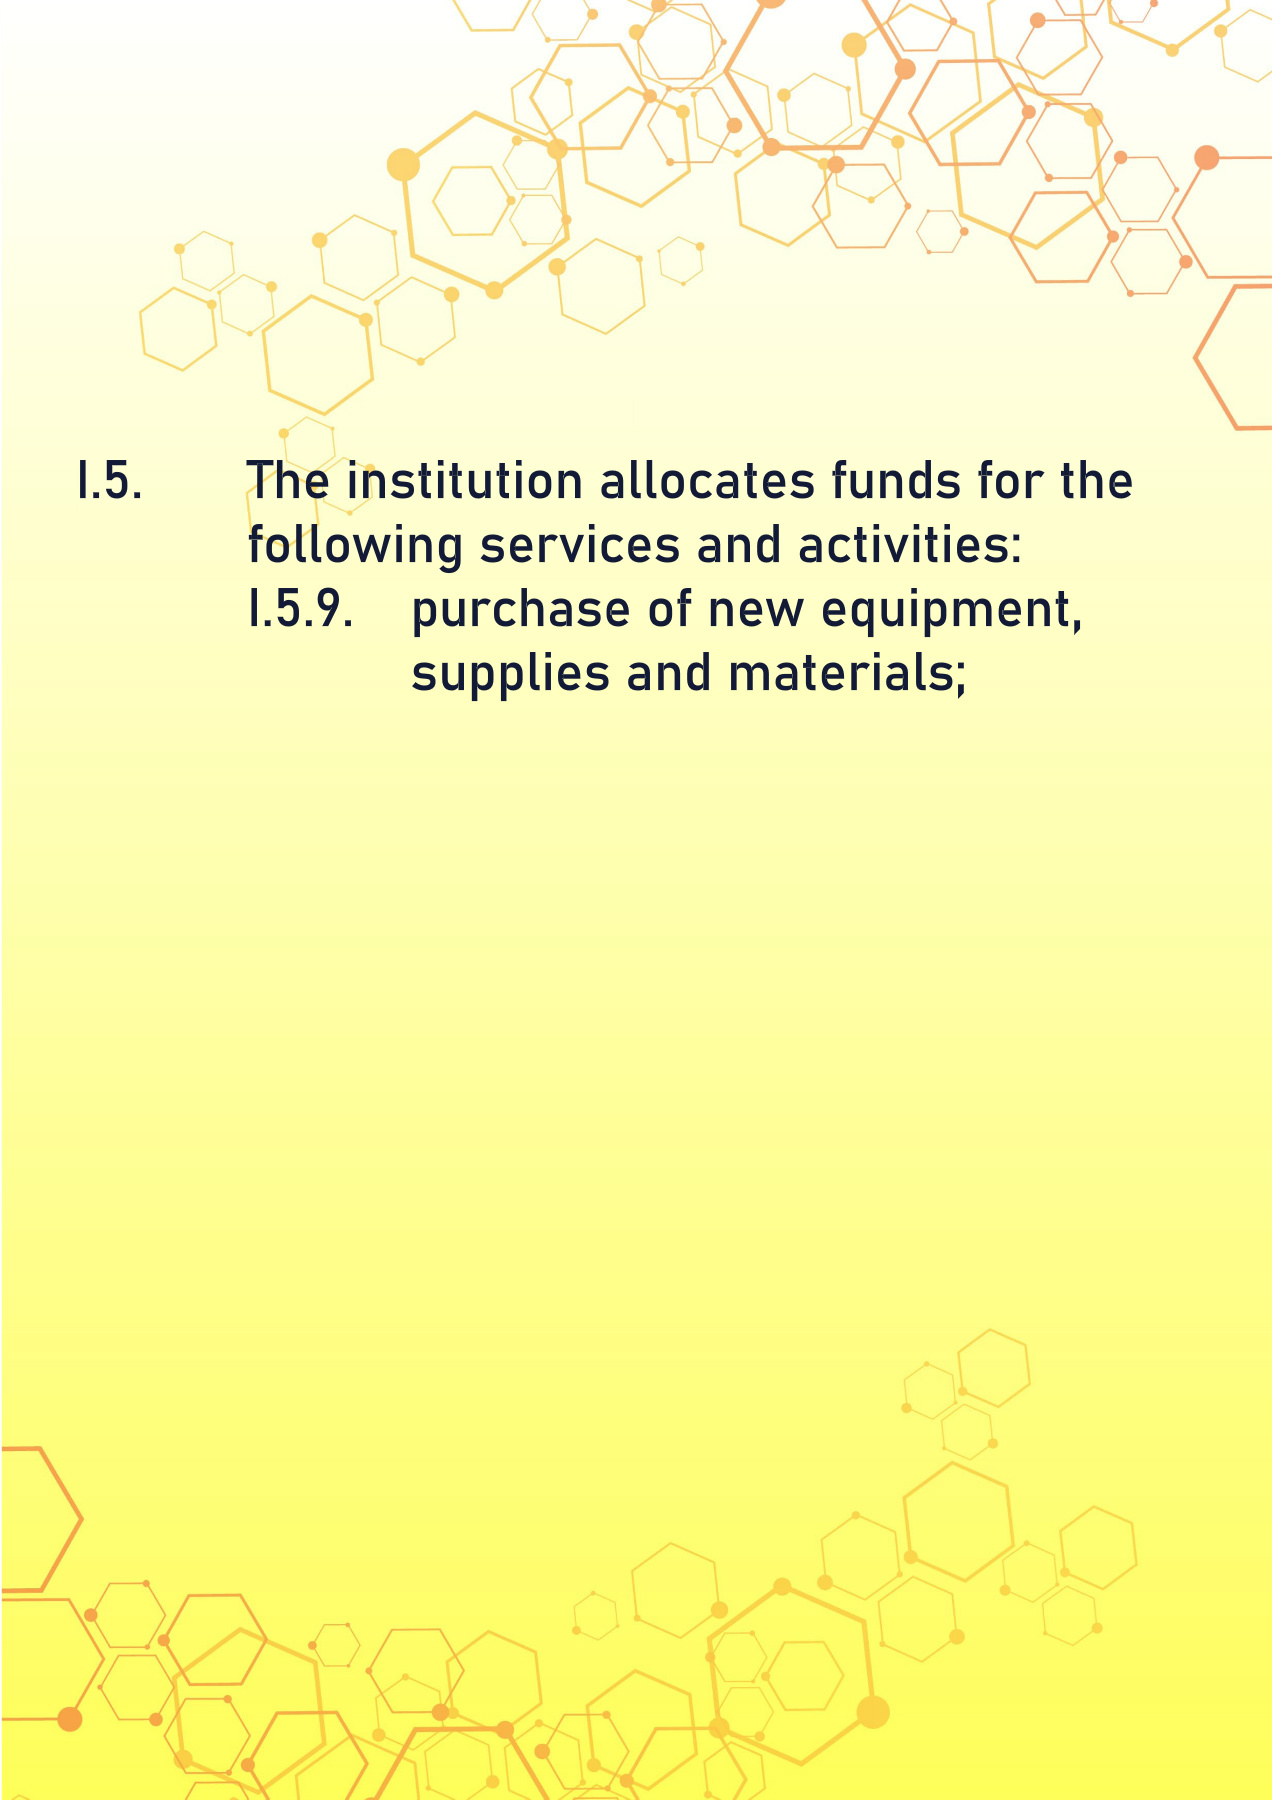 I.5. The institution allocates funds for the
following services and activities:
I.5.9. purchase of new equipment,
supplies and materials;